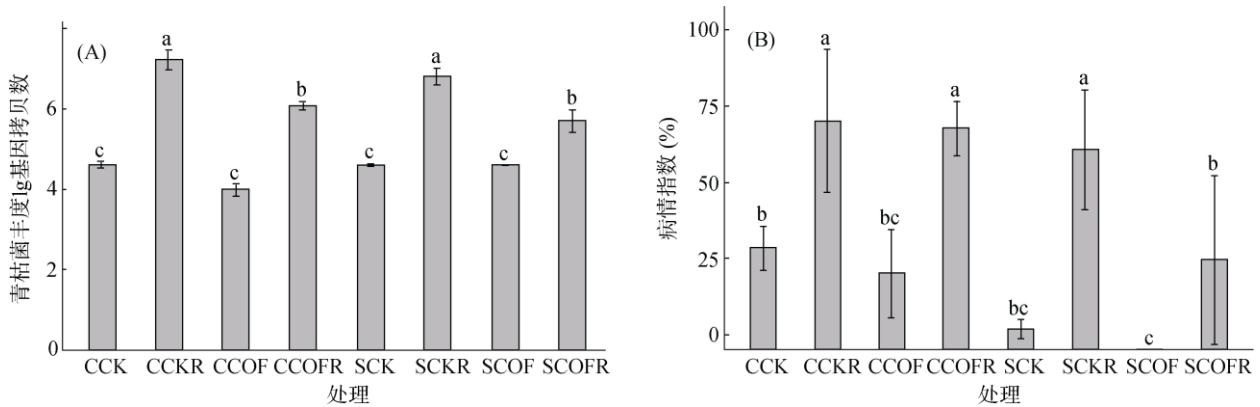 (A)
青枯菌丰度lg基因拷贝数
6
4
2
0
c
a
c
b
c
a
c
b
CCK CCKR CCOF CCOFR SCK SCKR SCOF SCOFR
处理
(B)
病情指数 (%)
100
75
50
25
0
b
a
bc
a
bc
a
c
b
CCK CCKR CCOF CCOFR SCK SCKR SCOF SCOFR
处理